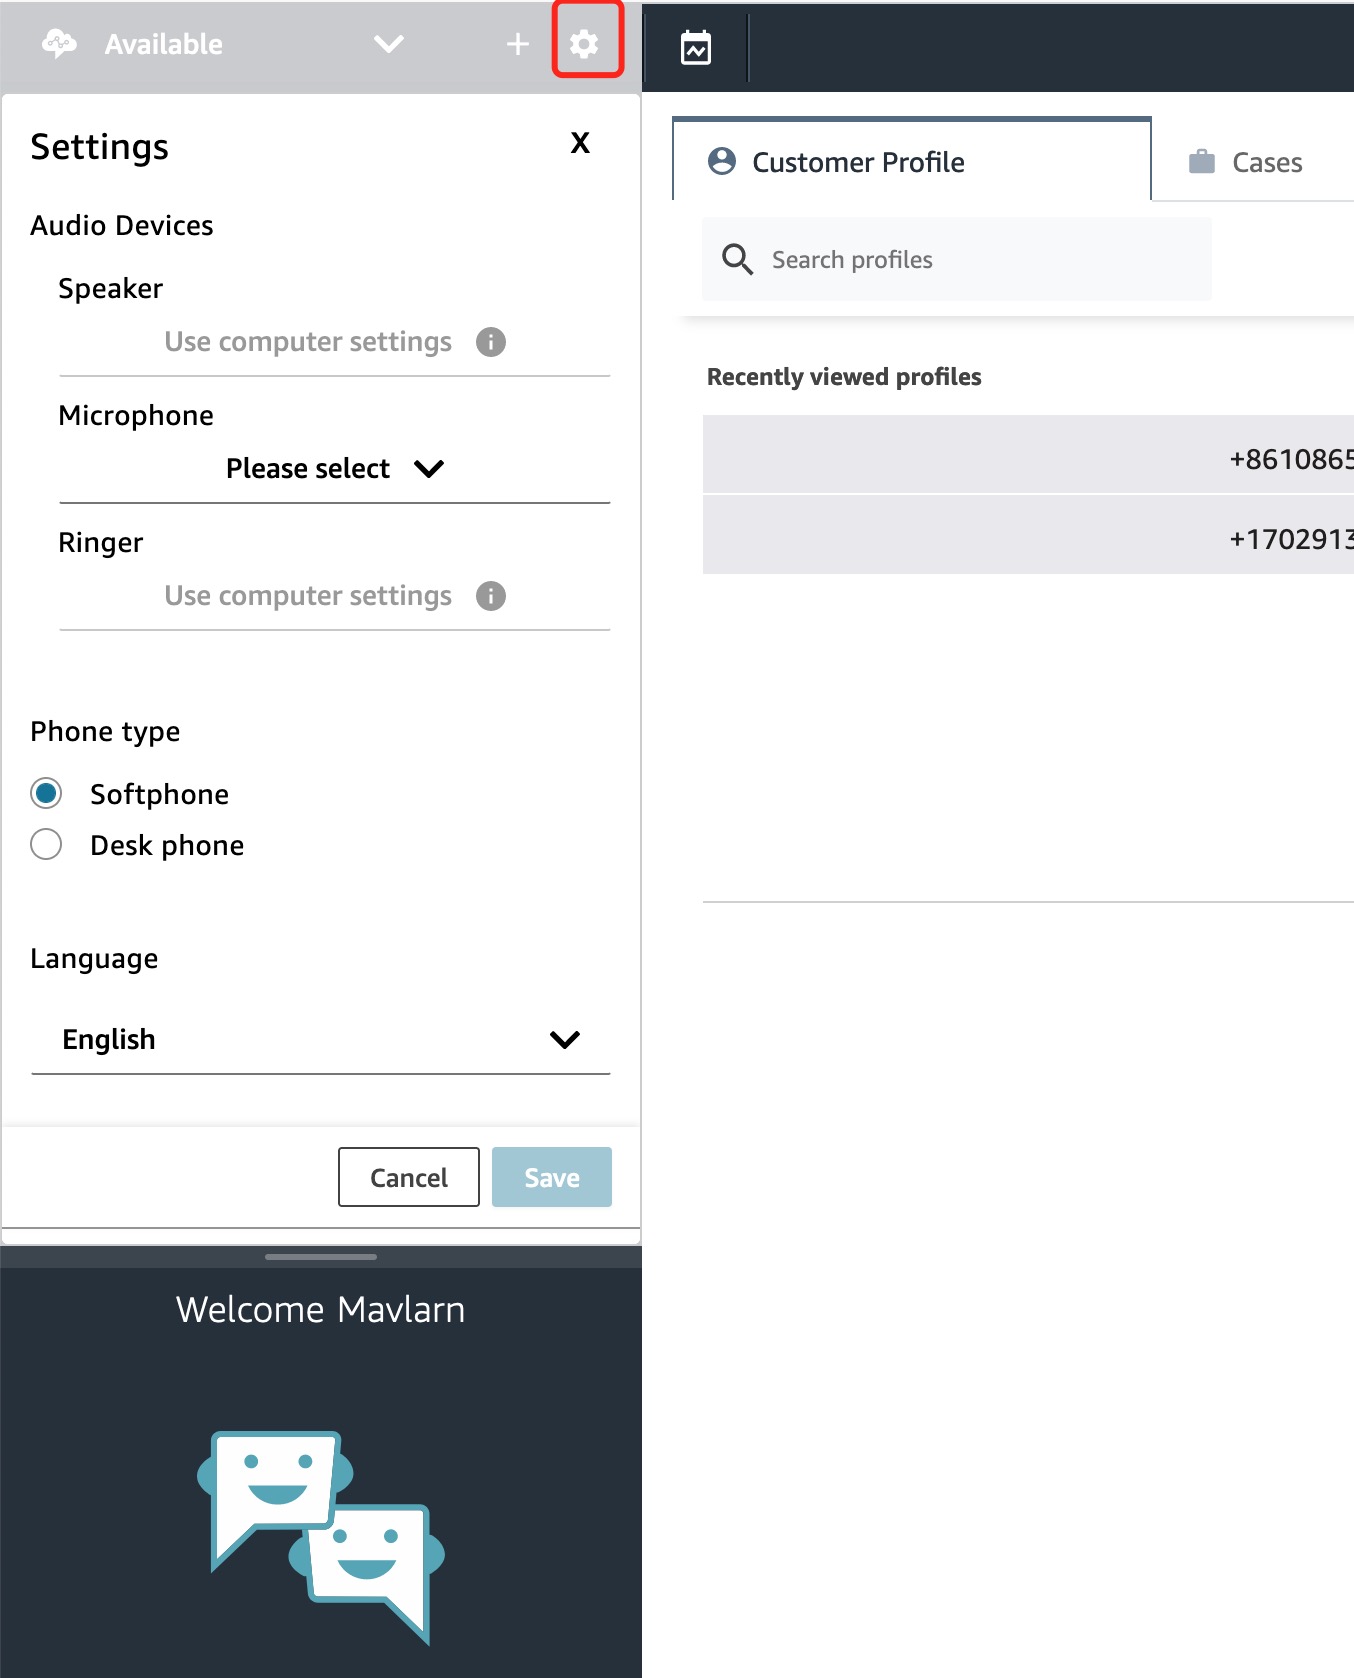 Available
Settings
X
Audio Devices
Speaker
Use computer settings
Microphone
Please select
Ringer
Use computer settings
Phone type
Softphone
Desk phone
Language
English
Cancel
Save
Welcome Mavlarn
Customer Profile
Cases
Search profiles
Recently viewed profiles
+8610865
+1702913